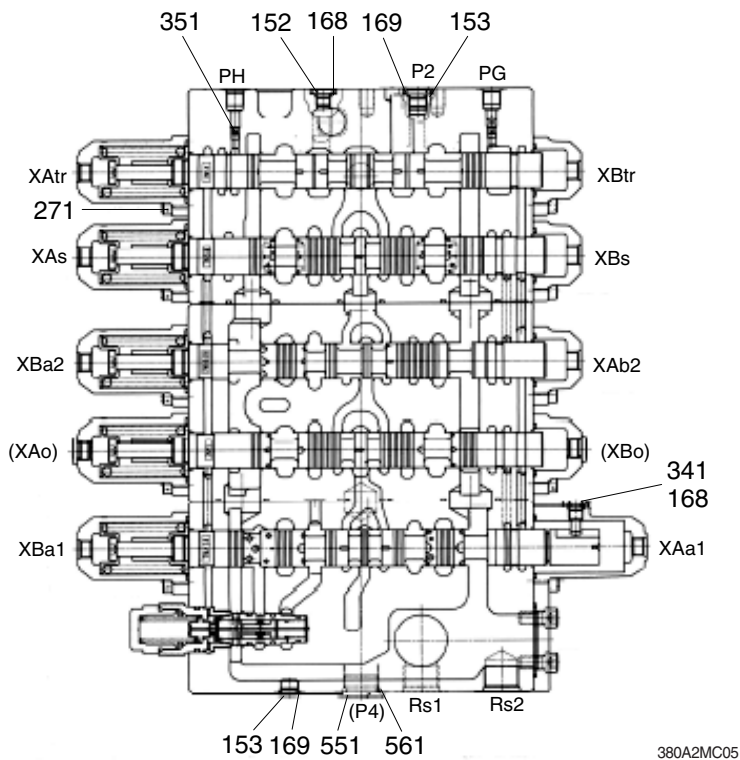 351 152 168 169 153
PH P2 PG
XAtr XBtr
271
XAs XBs
XBa2 XAb2
(XAo) (XBo)
341
168
XBa1 XAa1
(P4) Rs1 Rs2
153 169 551 561
380A2MC05